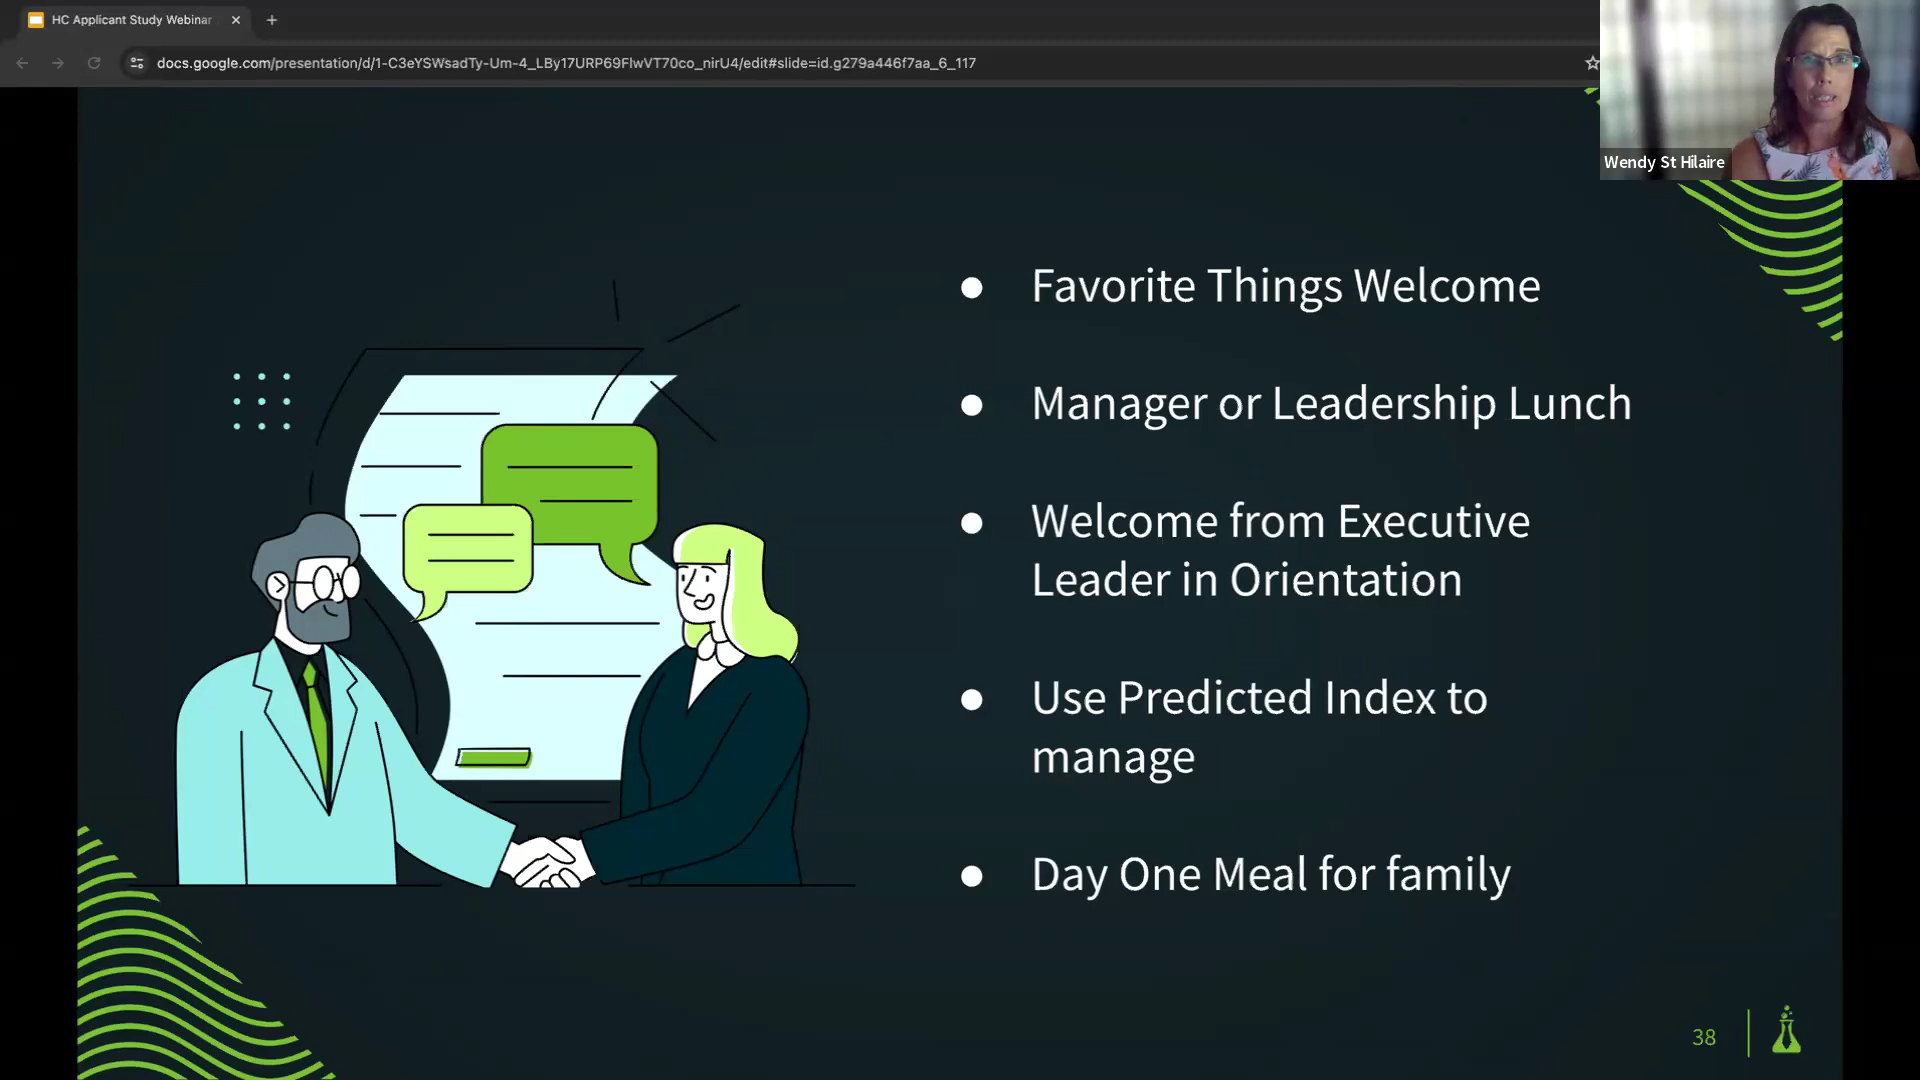 HC Applicant Study Webinar
docs.google.com/presentation/d/1-C3eYSWsadTy-Um-4_LBy17URP69FlwVT70co_nirU4/edit#slide=id.g279a446f7aa_6_117
Wendy St Hilaire
● Favorite Things Welcome
● Manager or Leadership Lunch
● Welcome from Executive
Leader in Orientation
● Use Predicted Index to
manage
● Day One Meal for family
38